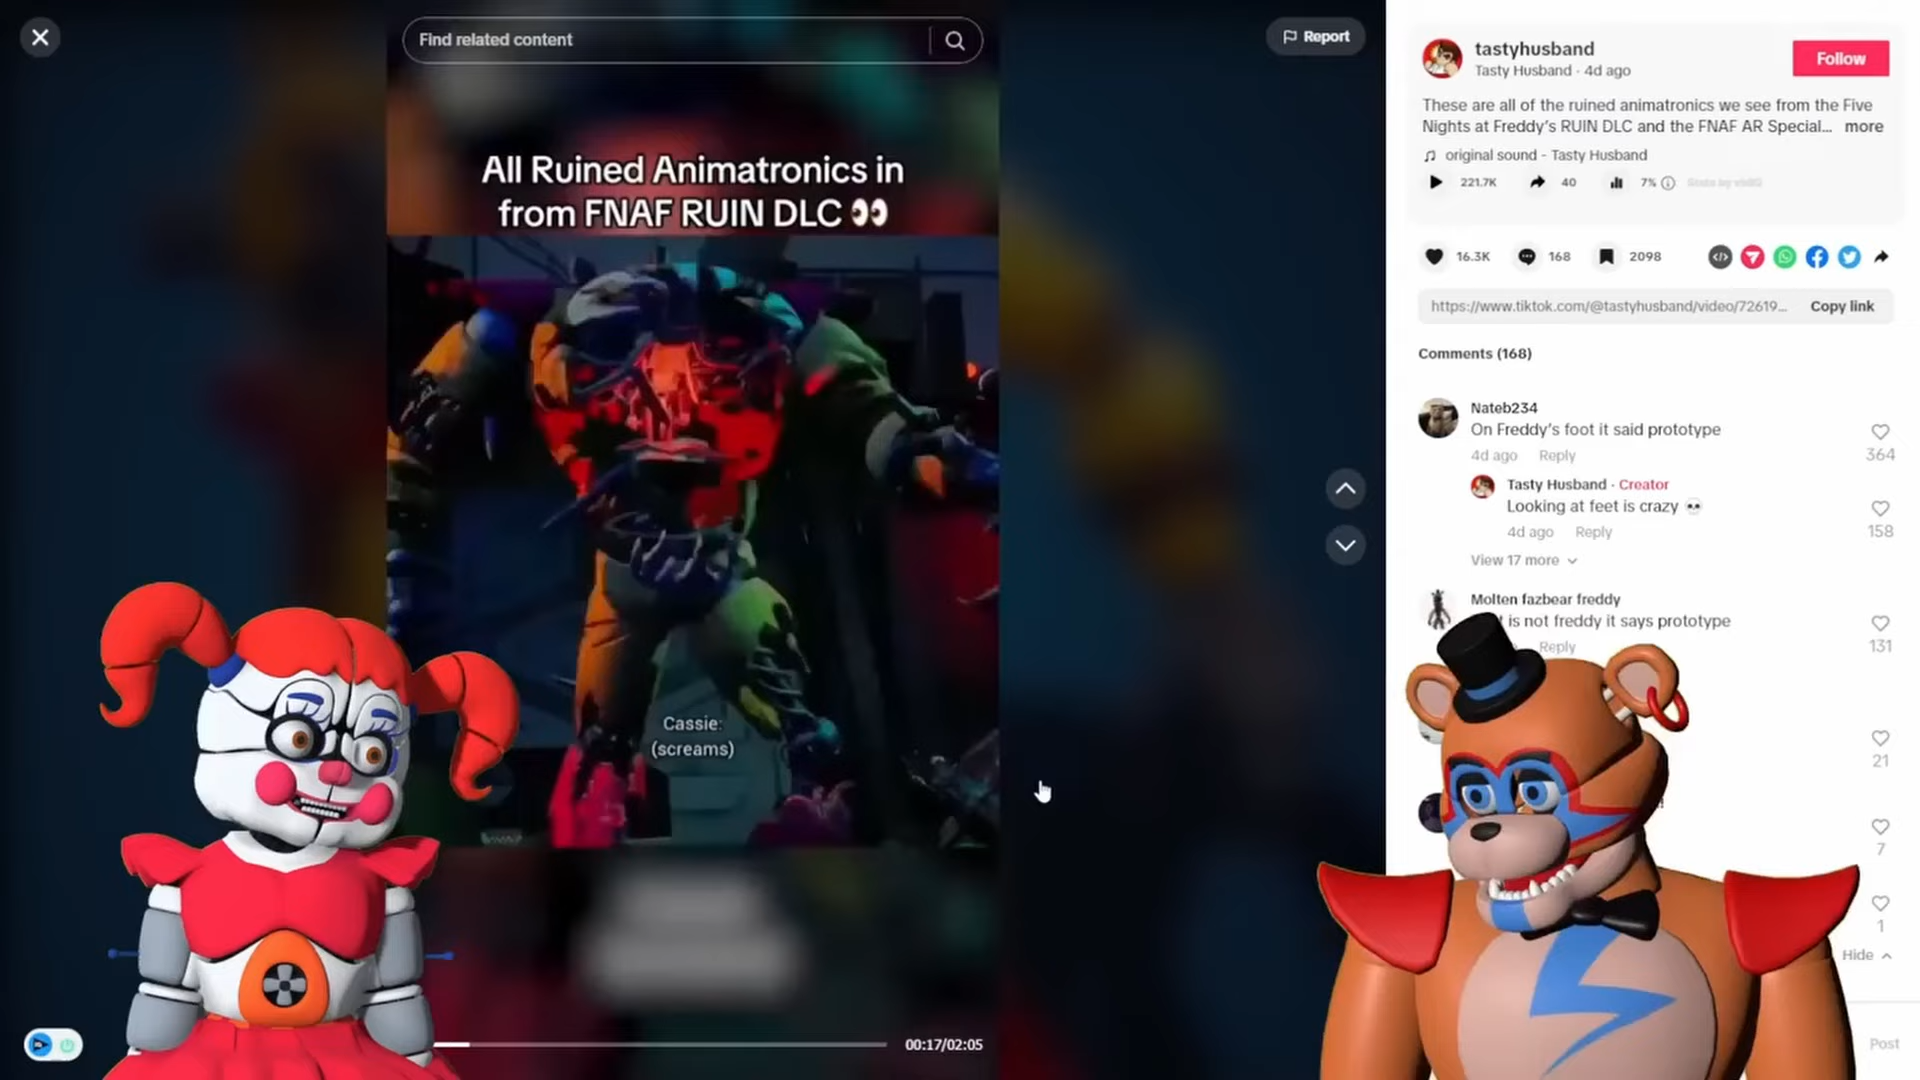 Find related content
Report
All Ruined Animatronics in
from FNAF RUIN DLC 👀
Cassie:
(screams)
00:17/02:05
tastyhusband
Tasty Husband · 4d ago
Follow
These are all of the ruined animatronics we see from the Five
Nights at Freddy's RUIN DLC and the FNAF AR Special... more
original sound - Tasty Husband
221.7K 40 7% Stats by vidIQ
16.3K 168 2098
https://www.tiktok.com/@tastyhusband/video/72619... Copy link
Comments (168)
Nateb234
On Freddy's foot it said prototype
4d ago Reply
364
Tasty Husband · Creator
Looking at feet is crazy 💀
4d ago Reply
158
View 17 more
Molten fazbear freddy
is not freddy it says prototype
Reply
131
21
7
1
Hide
Post